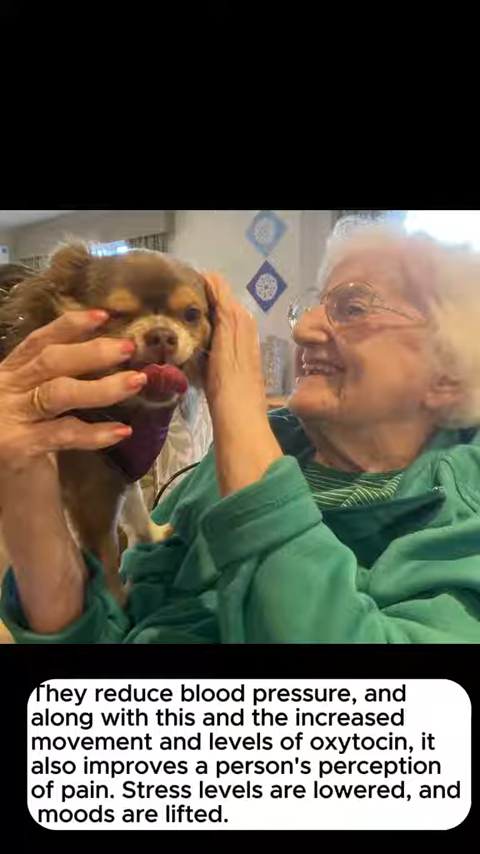 They reduce blood pressure, and
along with this and the increased
movement and levels of oxytocin, it
also improves a person's perception
of pain. Stress levels are lowered, and
moods are lifted.